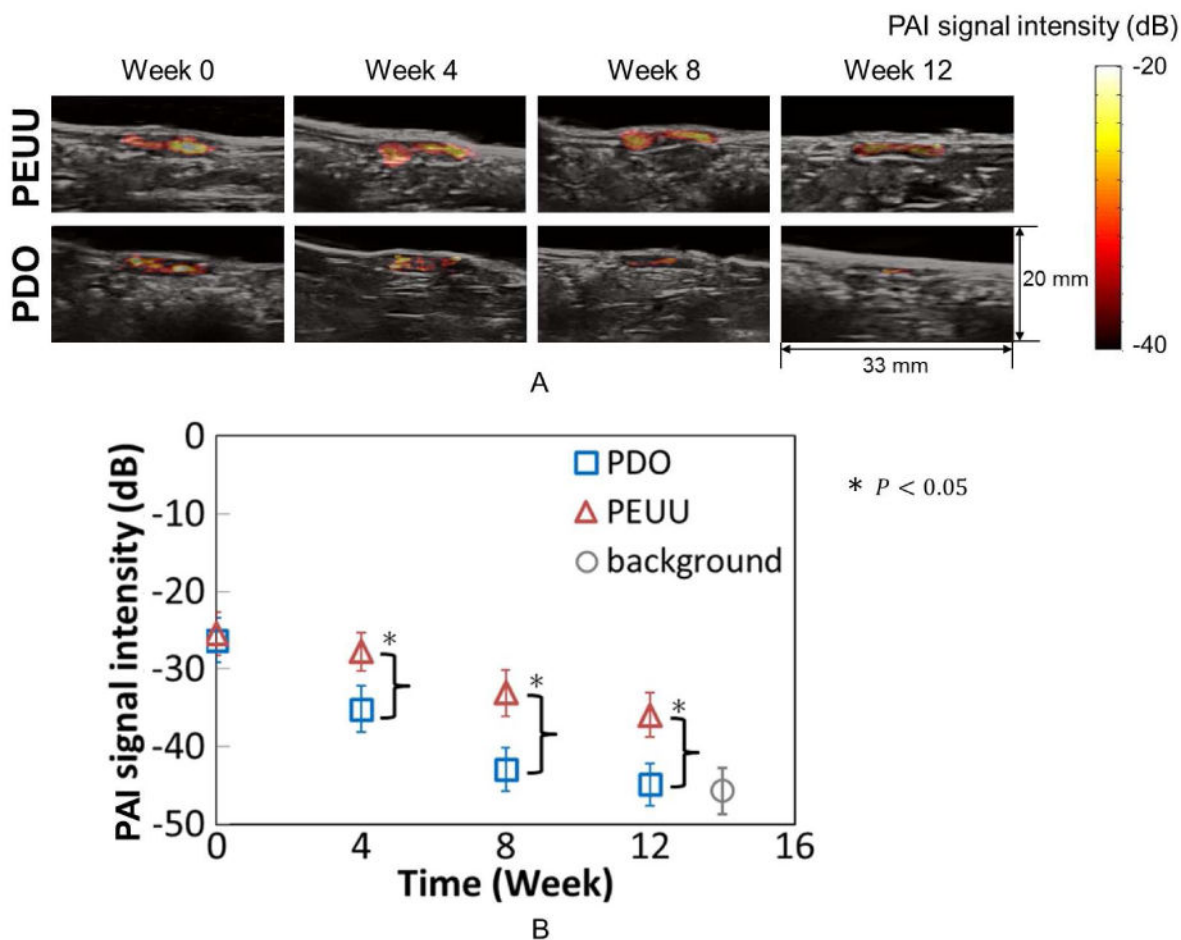 PAI signal intensity (dB)
Week 0 Week 4 Week 8 Week 12
-20
PEUU
PDO
20 mm
-40
33 mm
A
0
-10
-20
-30
-40
-50
PAI signal intensity (dB)
PDO
PEUU
background
* P < 0.05
*
*
*
0 4 8 12 16
Time (Week)
B